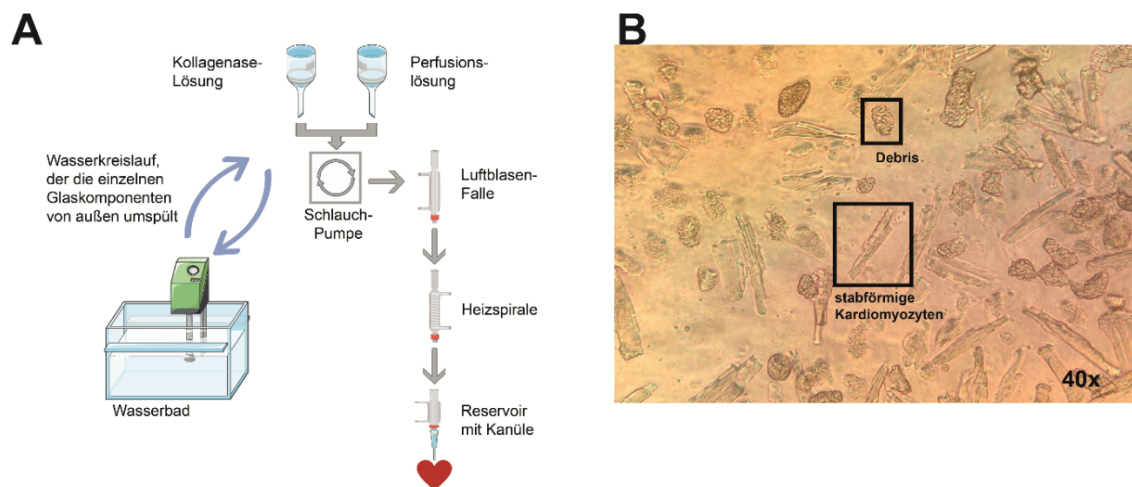 A
Kollagenase-
Lösung
Perfusions-
lösung
Wasserkreislauf,
der die einzelnen
Glaskomponenten
von außen umspült
Schlauch-
Pumpe
Luftblasen-
Falle
Heizspirale
Wasserbad
Reservoir
mit Kanüle
B
Debris
stabförmige
Kardiomyozyten
40x